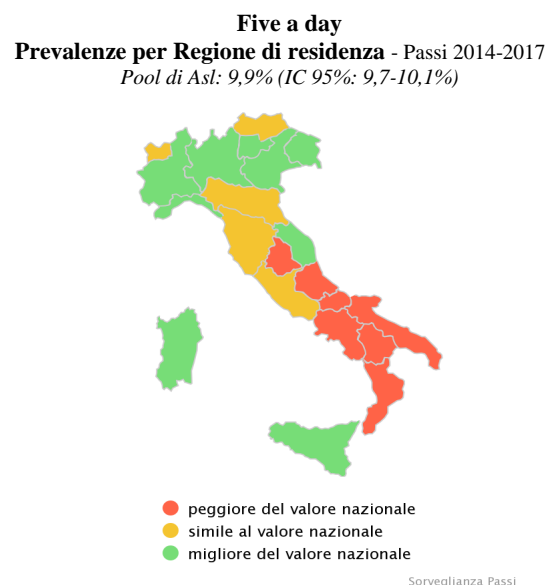 Five a day
Prevalenze per Regione di residenza - Passi 2014-2017
Pool di Asl: 9,9% (IC 95%: 9,7-10,1%)
peggiore del valore nazionale
simile al valore nazionale
migliore del valore nazionale
Sorveglianza Passi